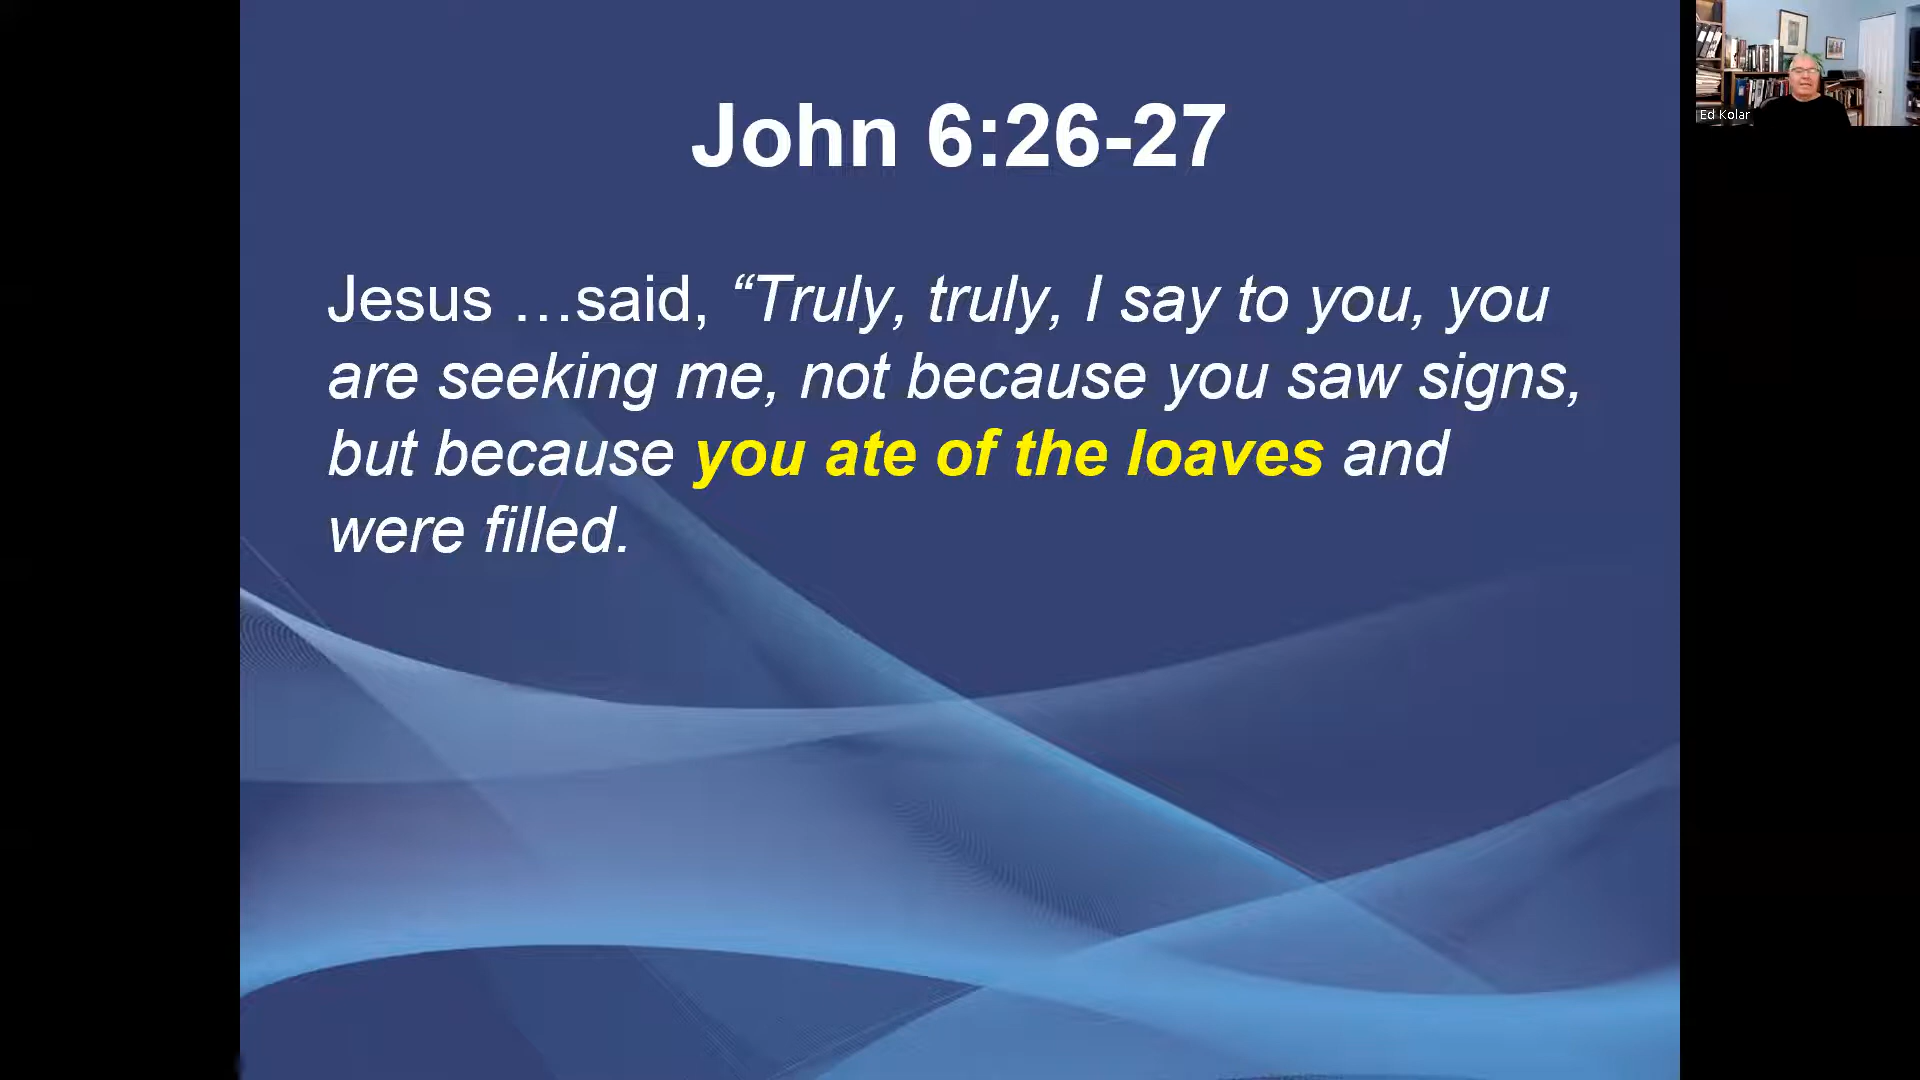 John 6:26-27
Jesus …said, “Truly, truly, I say to you, you
are seeking me, not because you saw signs,
but because you ate of the loaves and
were filled.
Ed Kolar